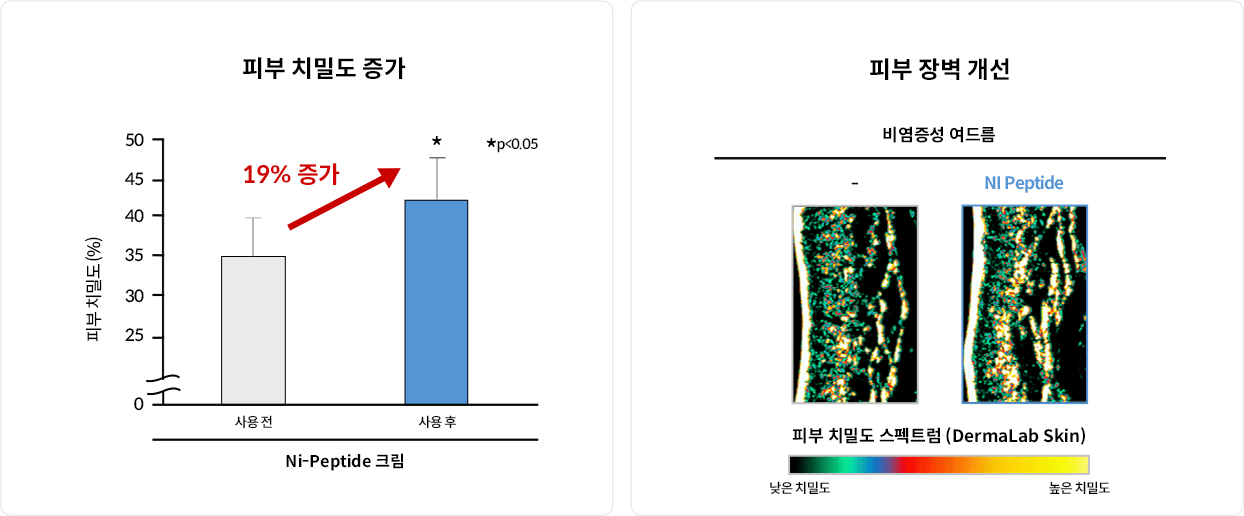 피부 치밀도 증가
50
45
40
35
30
25
0
피부 치밀도(%)
19% 증가
*
*p<0.05
사용 전
사용 후
Ni-Peptide 크림
피부 장벽 개선
비염증성 여드름
-
NI Peptide
피부 치밀도 스펙트럼 (DermaLab Skin)
낮은 치밀도
높은 치밀도